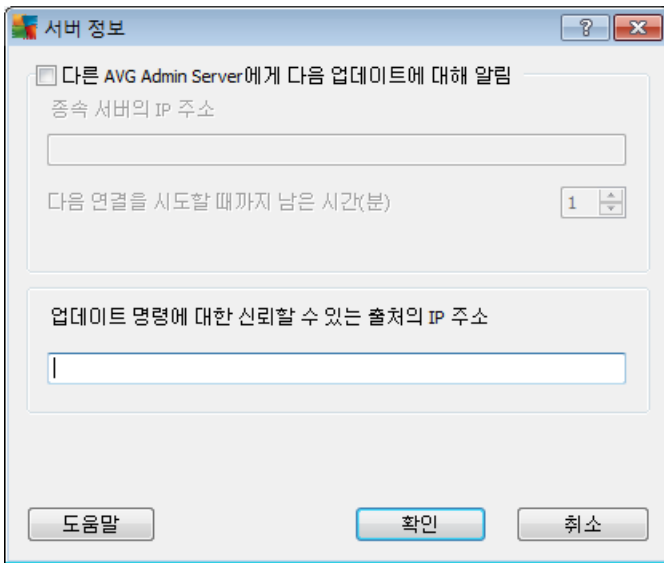 서버 정보
다른 AVG Admin Server에게 다음 업데이트에 대해 알림
종속 서버의 IP 주소
다음 연결을 시도할 때까지 남은 시간(분)
1
업데이트 명령에 대한 신뢰할 수 있는 출처의 IP 주소
도움말
확인
취소